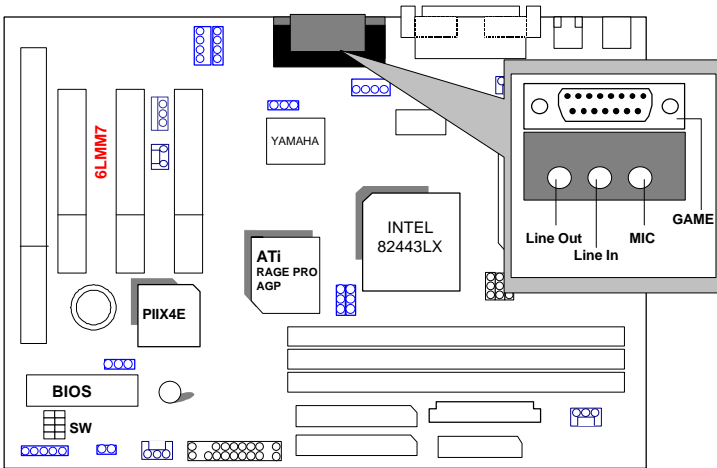 6LMM7
YAMAHA
INTEL
82443LX
ATi
RAGE PRO
AGP
PIIX4E
BIOS
SW
GAME
Line Out
MIC
Line In